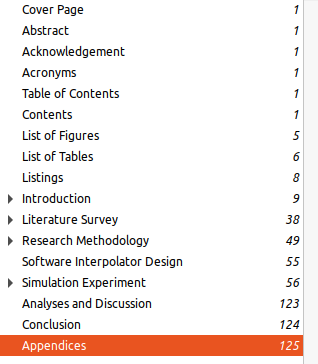 Cover Page 1
Abstract 1
Acknowledgement 1
Acronyms 1
Table of Contents 1
Contents 1
List of Figures 5
List of Tables 6
Listings 8
Introduction 9
Literature Survey 38
Research Methodology 49
Software Interpolator Design 55
Simulation Experiment 56
Analyses and Discussion 123
Conclusion 124
Appendices 125